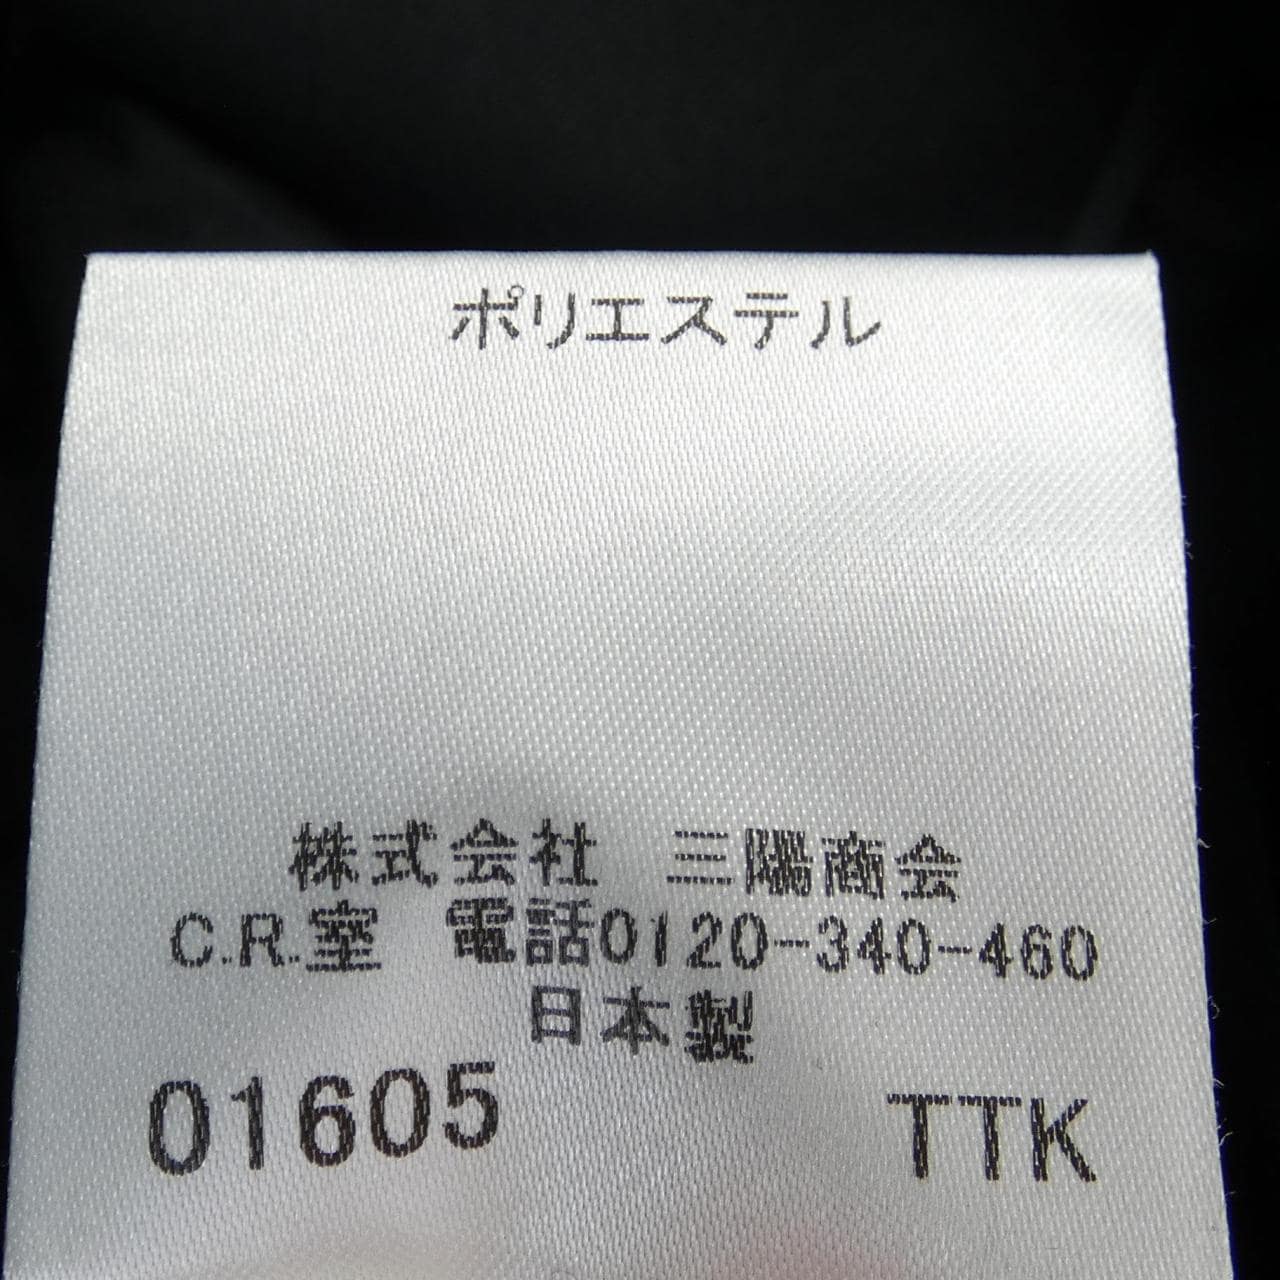 ポリエステル
株式会社 三陽商会
C.R.室 電話0120-340-460
日本製
01605 TTK